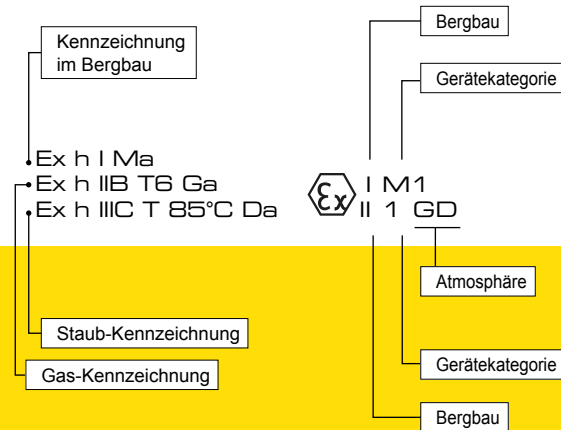 Kennzeichnung
im Bergbau
Bergbau
Gerätekategorie
Ex h I Ma
Ex h IIB T6 Ga
Ex h IIIC T 85°C Da
Ex
I M1
II 1 GD
Atmosphäre
Staub-Kennzeichnung
Gas-Kennzeichnung
Gerätekategorie
Bergbau